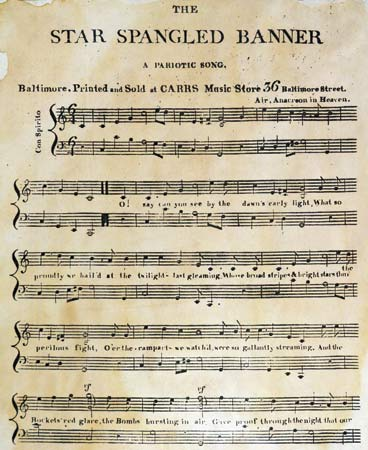 THE
STAR SPANGLED BANNER
A PARIOTIC SONG.
Baltimore. Printed and Sold at CARRS Music Store 36 Baltimore Street.
Air, Anacreon in Heaven.
Con Spirito
O! say can you see by the dawn's early light, What so
proudly we hail'd at the twilight's last gleaming, Whose broad stripes & bright stars thro' the
perilous fight, O'er the ramparts we watch'd, were so gallantly streaming. And the
sf sf
Rockets' red glare, the Bombs bursting in air, Gave proof through the night that our